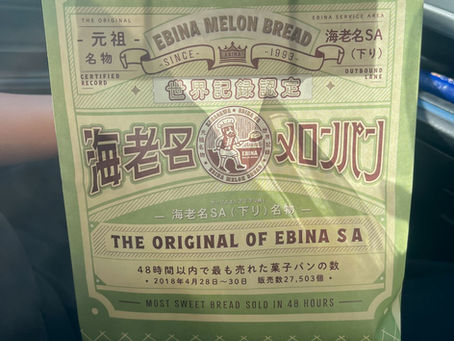 THE ORIGINAL
EBINA SERVICE AREA
EBINA MELON BREAD
- 元祖 -
名物
海老名SA
(下り)
- SINCE - 1993 -
CERTIFIED
RECORD
OUTBOUND
LANE
世界記録認定
海老名 メロンパン
EBINA
— 海老名SA(下り)名物 —
THE ORIGINAL OF EBINA SA
48時間以内で最も売れた菓子パンの数
・2018年4月28日〜30日 販売数27,503個・
MOST SWEET BREAD SOLD IN 48 HOURS